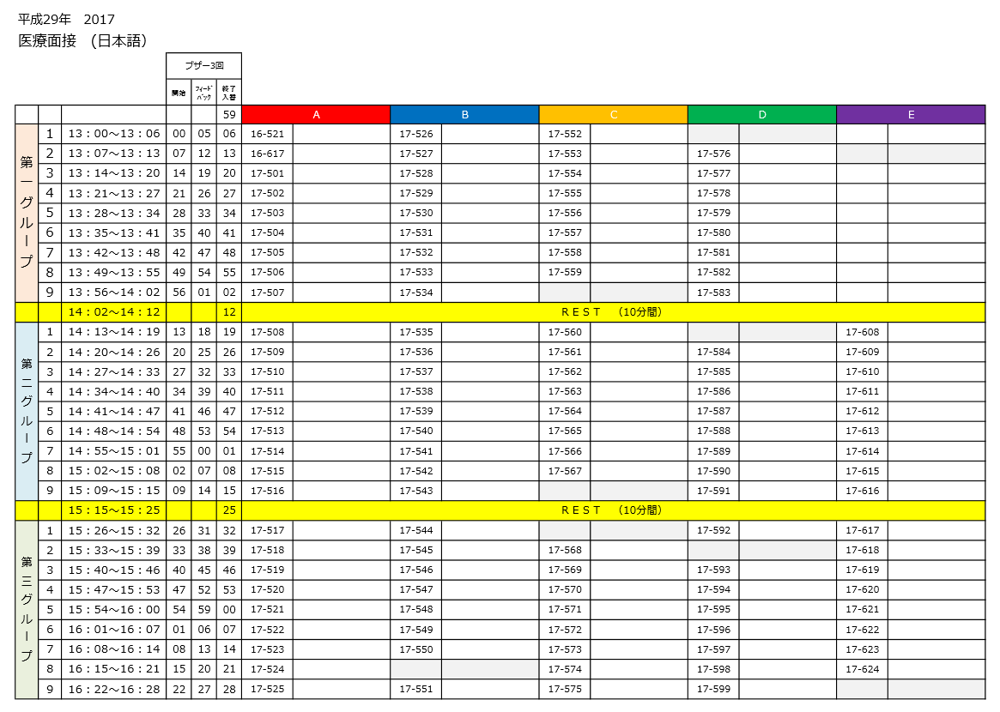 平成29年　2017
医療面接　(日本語）
ブザー3回
開始 フィードバック 終了入替
59 A B C D E
第一グループ
1 13：00～13：06 00 05 06 16-521 17-526 17-552
2 13：07～13：13 07 12 13 16-617 17-527 17-553 17-576
3 13：14～13：20 14 19 20 17-501 17-528 17-554 17-577
4 13：21～13：27 21 26 27 17-502 17-529 17-555 17-578
5 13：28～13：34 28 33 34 17-503 17-530 17-556 17-579
6 13：35～13：41 35 40 41 17-504 17-531 17-557 17-580
7 13：42～13：48 42 47 48 17-505 17-532 17-558 17-581
8 13：49～13：55 49 54 55 17-506 17-533 17-559 17-582
9 13：56～14：02 56 01 02 17-507 17-534 17-583
14：02～14：12 12 ＲＥＳＴ　（10分間）
第二グループ
1 14：13～14：19 13 18 19 17-508 17-535 17-560 17-608
2 14：20～14：26 20 25 26 17-509 17-536 17-561 17-584 17-609
3 14：27～14：33 27 32 33 17-510 17-537 17-562 17-585 17-610
4 14：34～14：40 34 39 40 17-511 17-538 17-563 17-586 17-611
5 14：41～14：47 41 46 47 17-512 17-539 17-564 17-587 17-612
6 14：48～14：54 48 53 54 17-513 17-540 17-565 17-588 17-613
7 14：55～15：01 55 00 01 17-514 17-541 17-566 17-589 17-614
8 15：02～15：08 02 07 08 17-515 17-542 17-567 17-590 17-615
9 15：09～15：15 09 14 15 17-516 17-543 17-591 17-616
15：15～15：25 25 ＲＥＳＴ　（10分間）
第三グループ
1 15：26～15：32 26 31 32 17-517 17-544 17-592 17-617
2 15：33～15：39 33 38 39 17-518 17-545 17-568 17-618
3 15：40～15：46 40 45 46 17-519 17-546 17-569 17-593 17-619
4 15：47～15：53 47 52 53 17-520 17-547 17-570 17-594 17-620
5 15：54～16：00 54 59 00 17-521 17-548 17-571 17-595 17-621
6 16：01～16：07 01 06 07 17-522 17-549 17-572 17-596 17-622
7 16：08～16：14 08 13 14 17-523 17-550 17-573 17-597 17-623
8 16：15～16：21 15 20 21 17-524 17-574 17-598 17-624
9 16：22～16：28 22 27 28 17-525 17-551 17-575 17-599